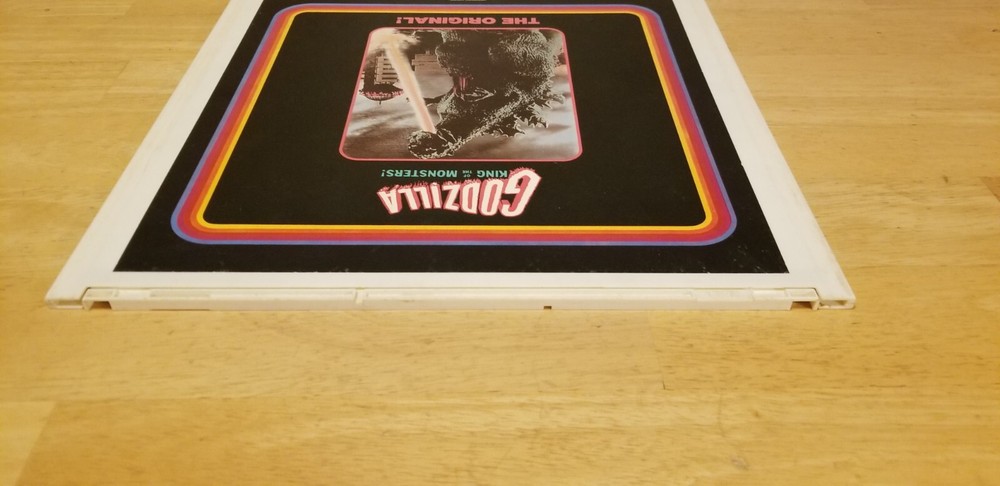 GODZILLA
KING OF THE MONSTERS!
THE ORIGINAL!